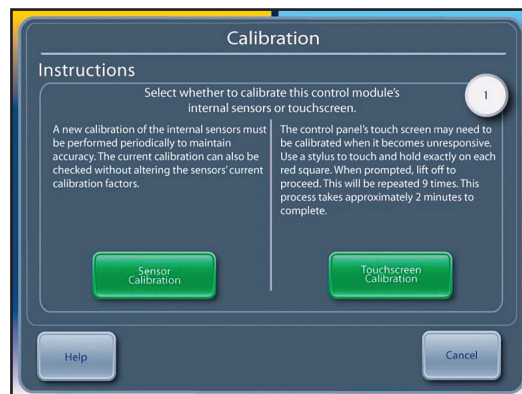 Calibration
Instructions
Select whether to calibrate this control module's
internal sensors or touchscreen.
1
A new calibration of the internal sensors must
be performed periodically to maintain
accuracy. The current calibration can also be
checked without altering the sensors' current
calibration factors.
The control panel's touch screen may need to
be calibrated when it becomes unresponsive.
Use a stylus to touch and hold exactly on each
red square. When prompted, lift off to
proceed. This will be repeated 9 times. This
process takes approximately 2 minutes to
complete.
Sensor
Calibration
Touchscreen
Calibration
Help
Cancel